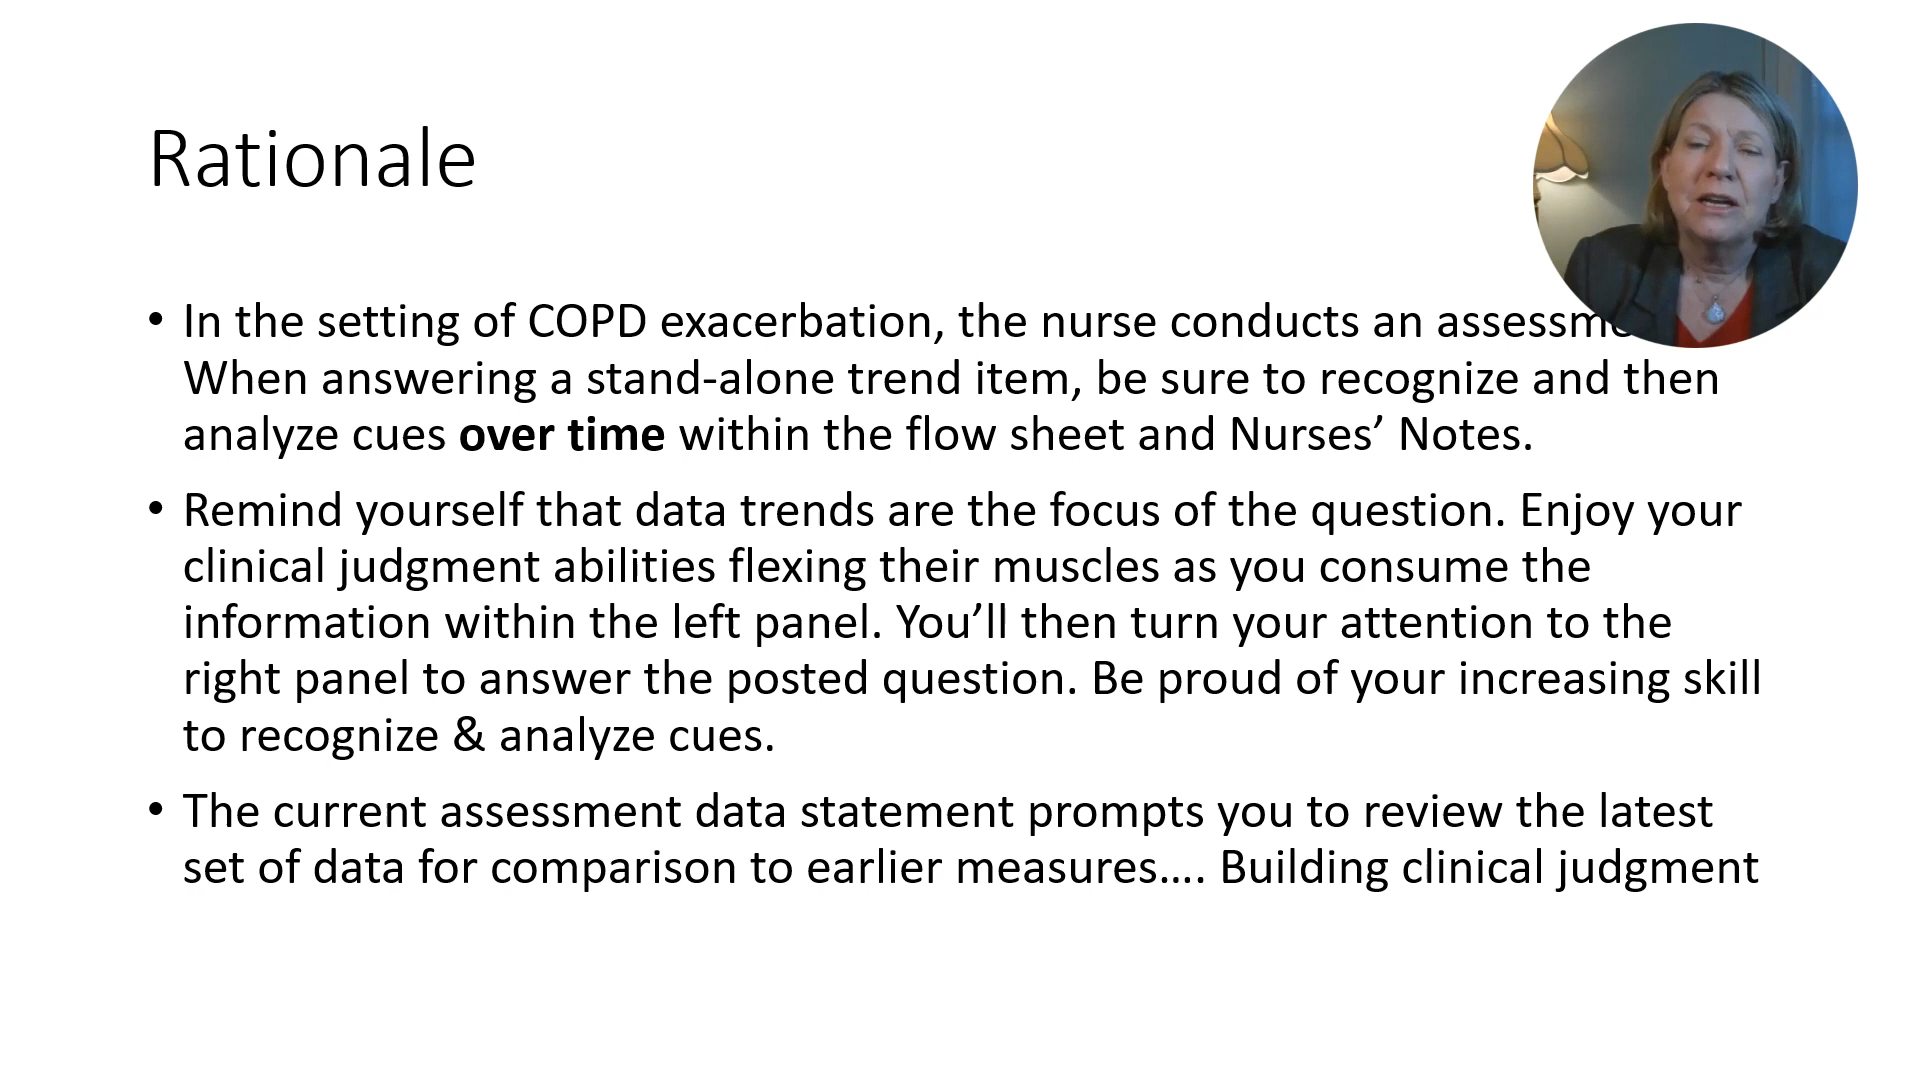 Rationale
• In the setting of COPD exacerbation, the nurse conducts an
When answering a stand-alone trend item, be sure to recognize and then
analyze cues over time within the flow sheet and Nurses’ Notes.
• Remind yourself that data trends are the focus of the question. Enjoy your
clinical judgment abilities flexing their muscles as you consume the
information within the left panel. You’ll then turn your attention to the
right panel to answer the posted question. Be proud of your increasing skill
to recognize & analyze cues.
• The current assessment data statement prompts you to review the latest
set of data for comparison to earlier measures…. Building clinical judgment